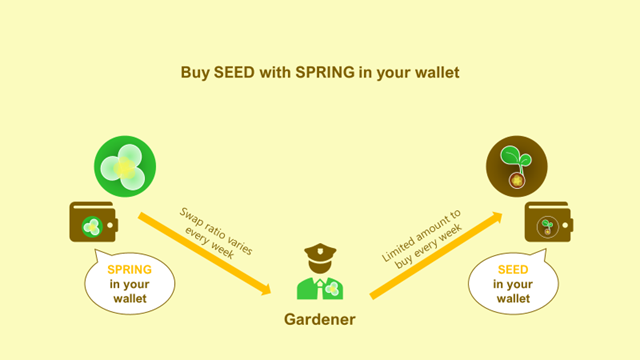 Buy SEED with SPRING in your wallet
Swap ratio varies
every week
Limited amount to
buy every week
SPRING
in your
wallet
Gardener
SEED
in your
wallet